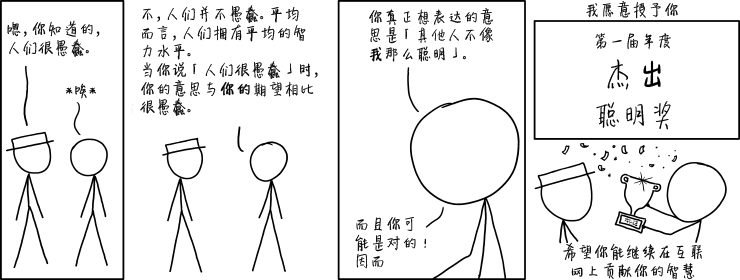 嗯，你知道的，
人们很愚蠢。
*唉*
不，人们并不愚蠢。平均
而言，人们拥有平均的智
力水平。
当你说「人们很愚蠢」时，
你的意思与你的期望相比
很愚蠢。
你真正想表达的意
思是「其他人不像
我那么聪明」。
而且你可
能是对的！
因而
我愿意授予你
第一届年度
杰出
聪明奖
希望你能继续在互联
网上贡献你的智慧